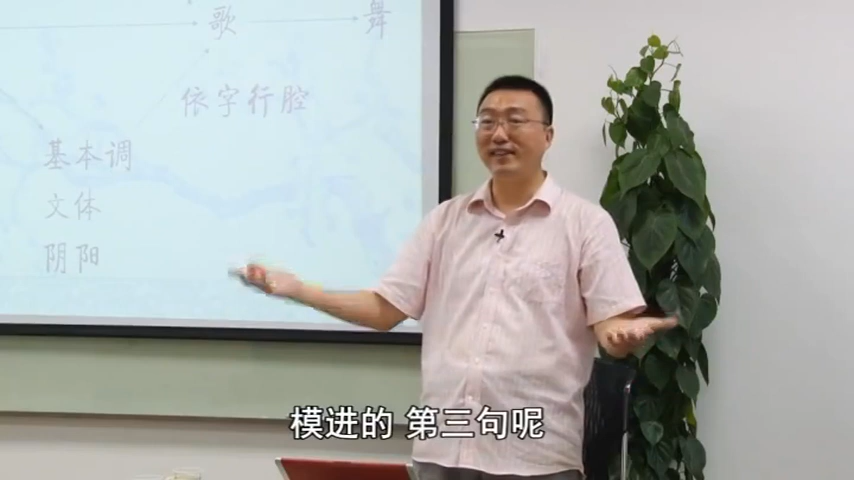 歌 舞
依字行腔
基本调
文体
阴阳
模进的 第三句呢